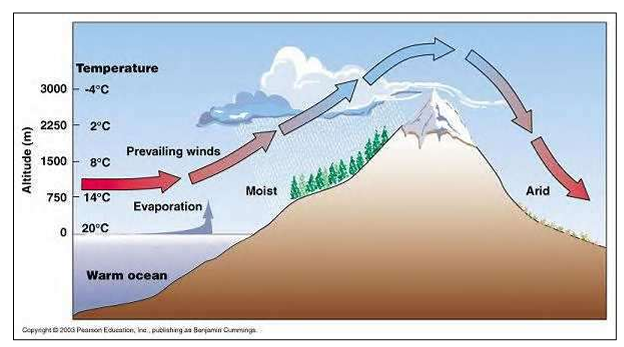 Temperature
3000
-4°C
2250
2°C
1500
8°C
750
14°C
0
20°C
Altitude (m)
Prevailing winds
Moist
Evaporation
Arid
Warm ocean
Copyright © 2003 Pearson Education, Inc., publishing as Benjamin Cummings.